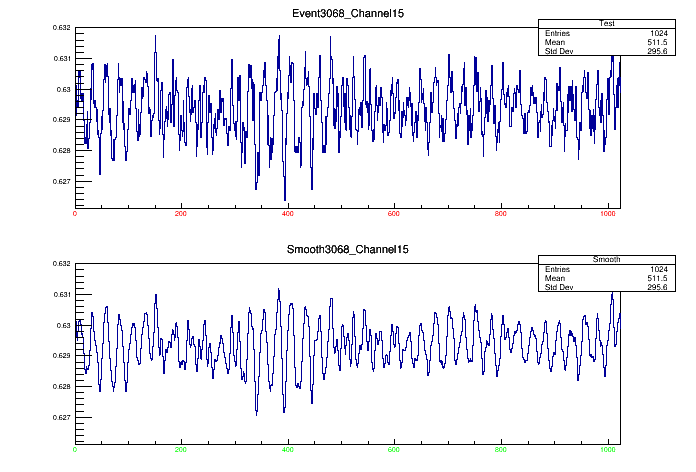 Event3068_Channel15
Test
Entries 1024
Mean 511.5
Std Dev 295.6
0.632
0.631
0.63
0.629
0.628
0.627
0 200 400 600 800 1000
Smooth3068_Channel15
Smooth
Entries 1024
Mean 511.5
Std Dev 295.6
0.632
0.631
0.63
0.629
0.628
0.627
0 200 400 600 800 1000